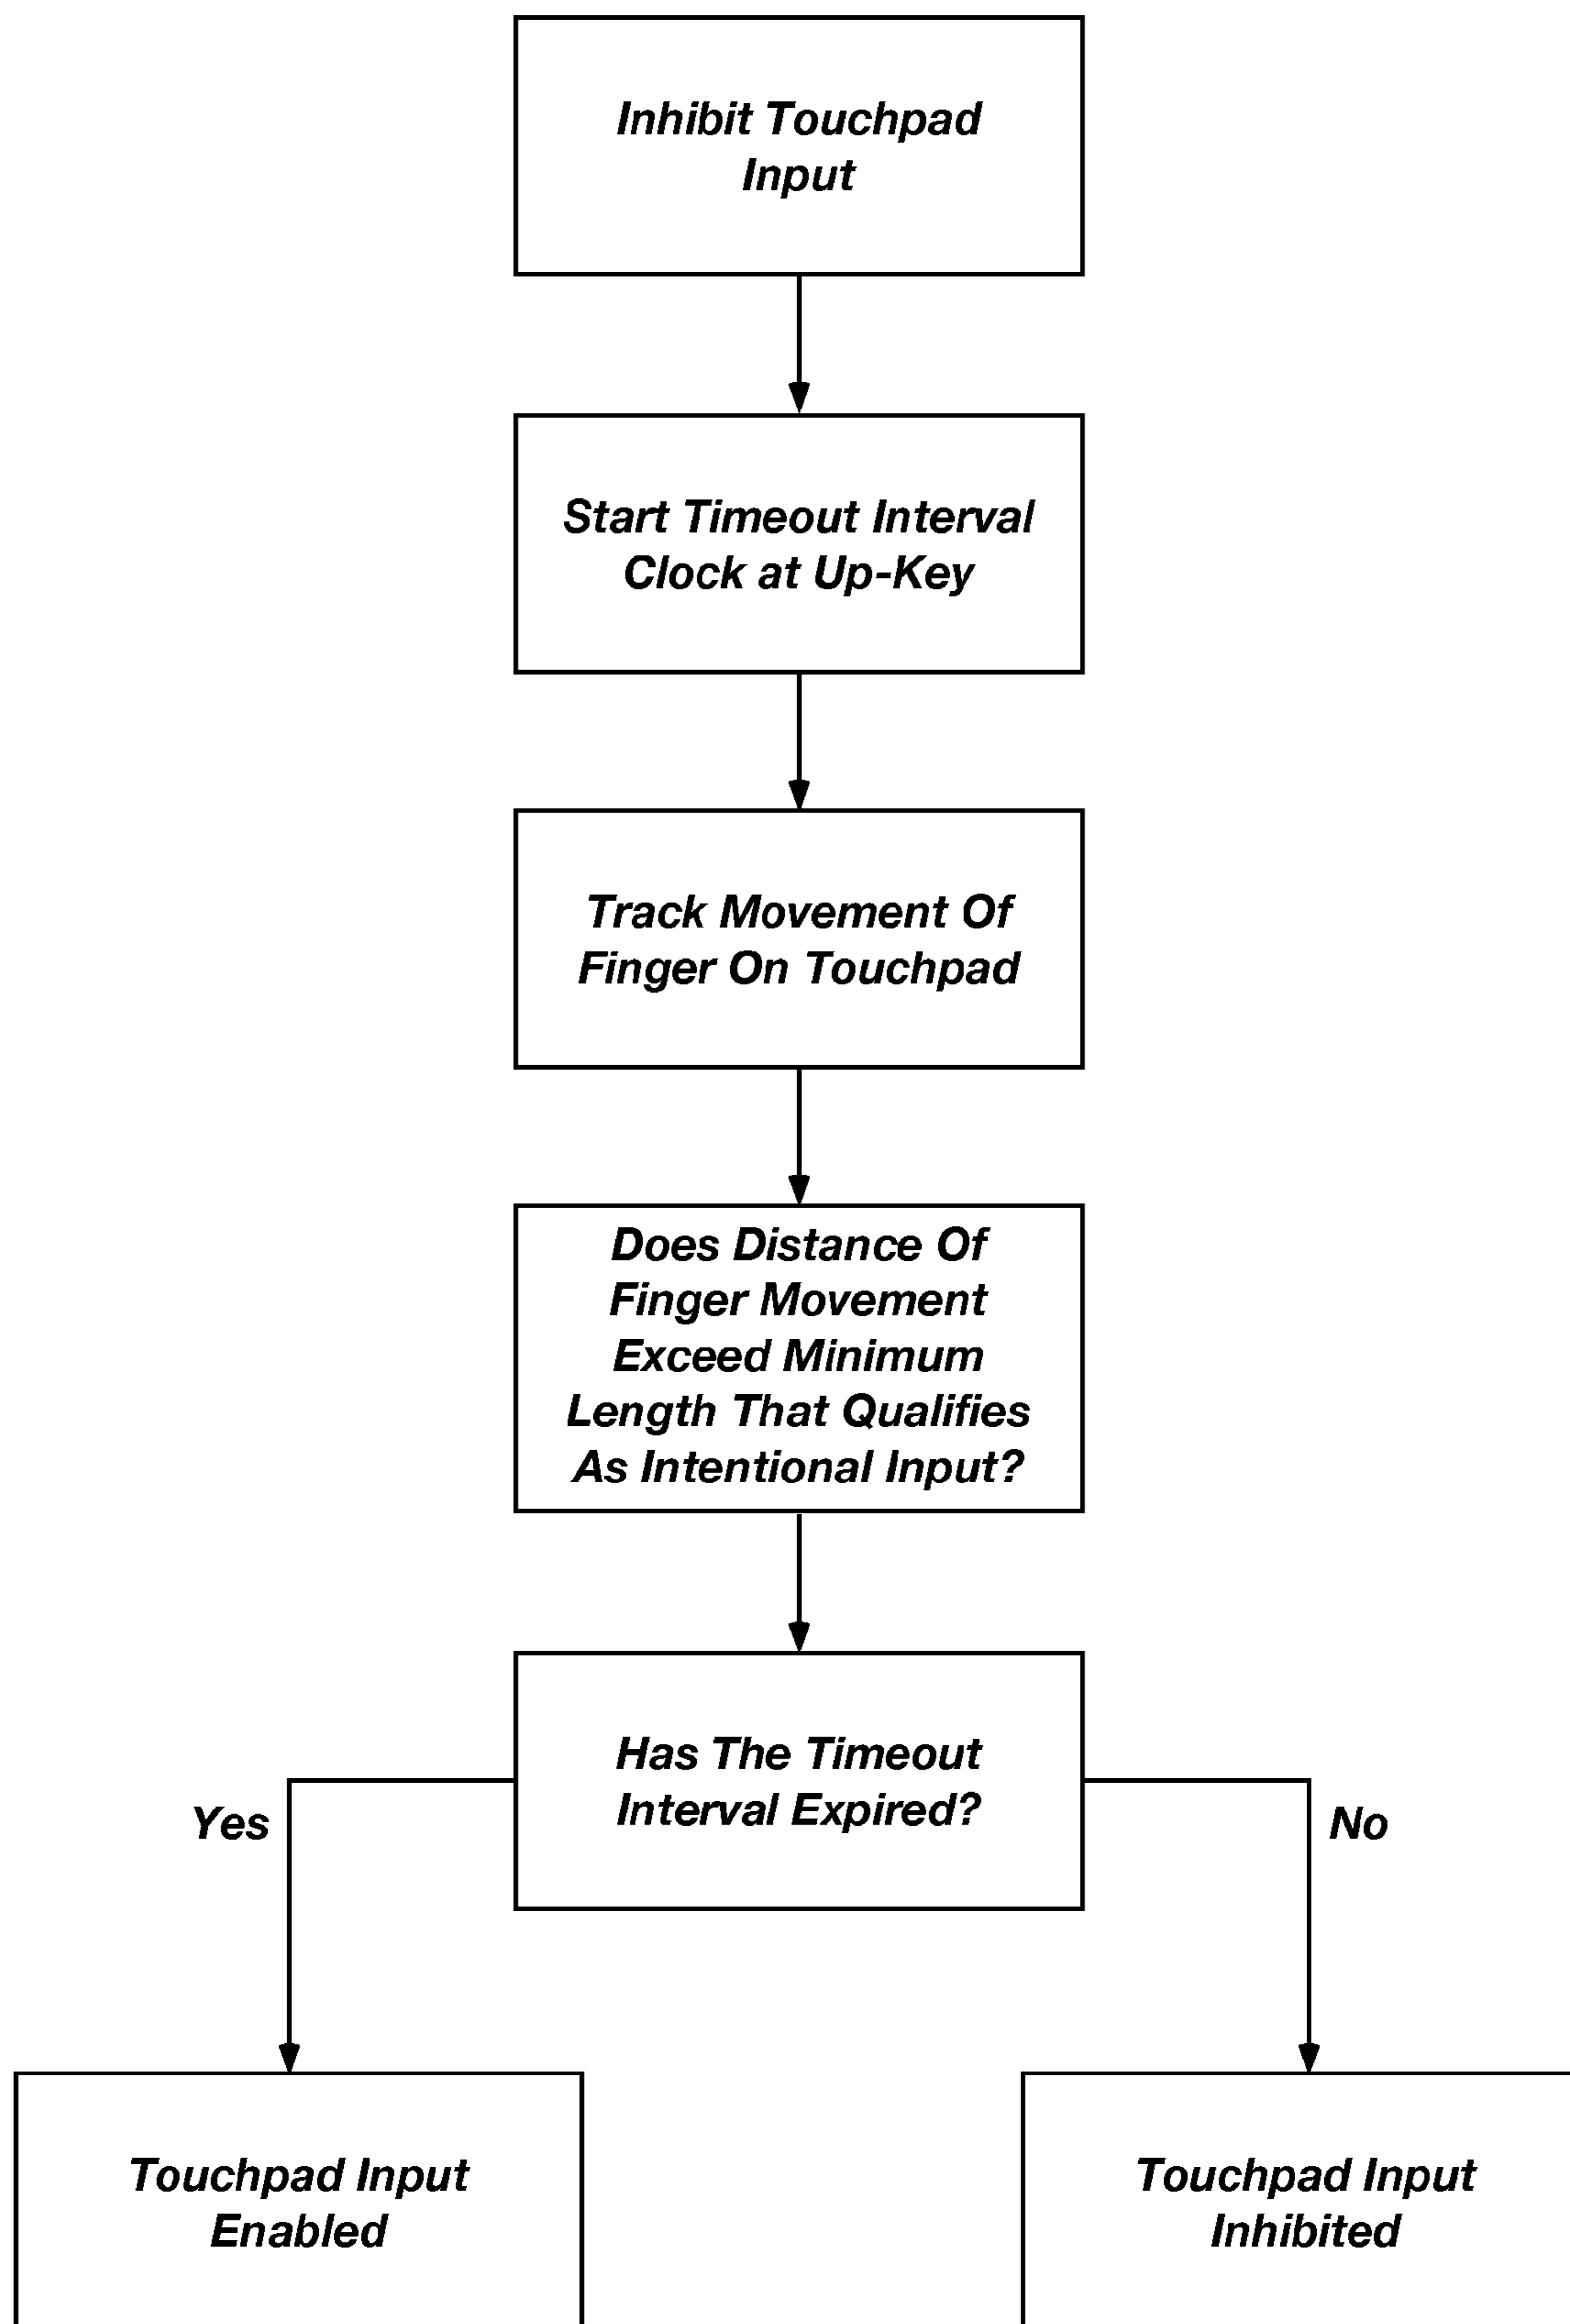 Inhibit Touchpad
Input
Start Timeout Interval
Clock at Up-Key
Track Movement Of
Finger On Touchpad
Does Distance Of
Finger Movement
Exceed Minimum
Length That Qualifies
As Intentional Input?
Has The Timeout
Interval Expired?
Yes
No
Touchpad Input
Enabled
Touchpad Input
Inhibited